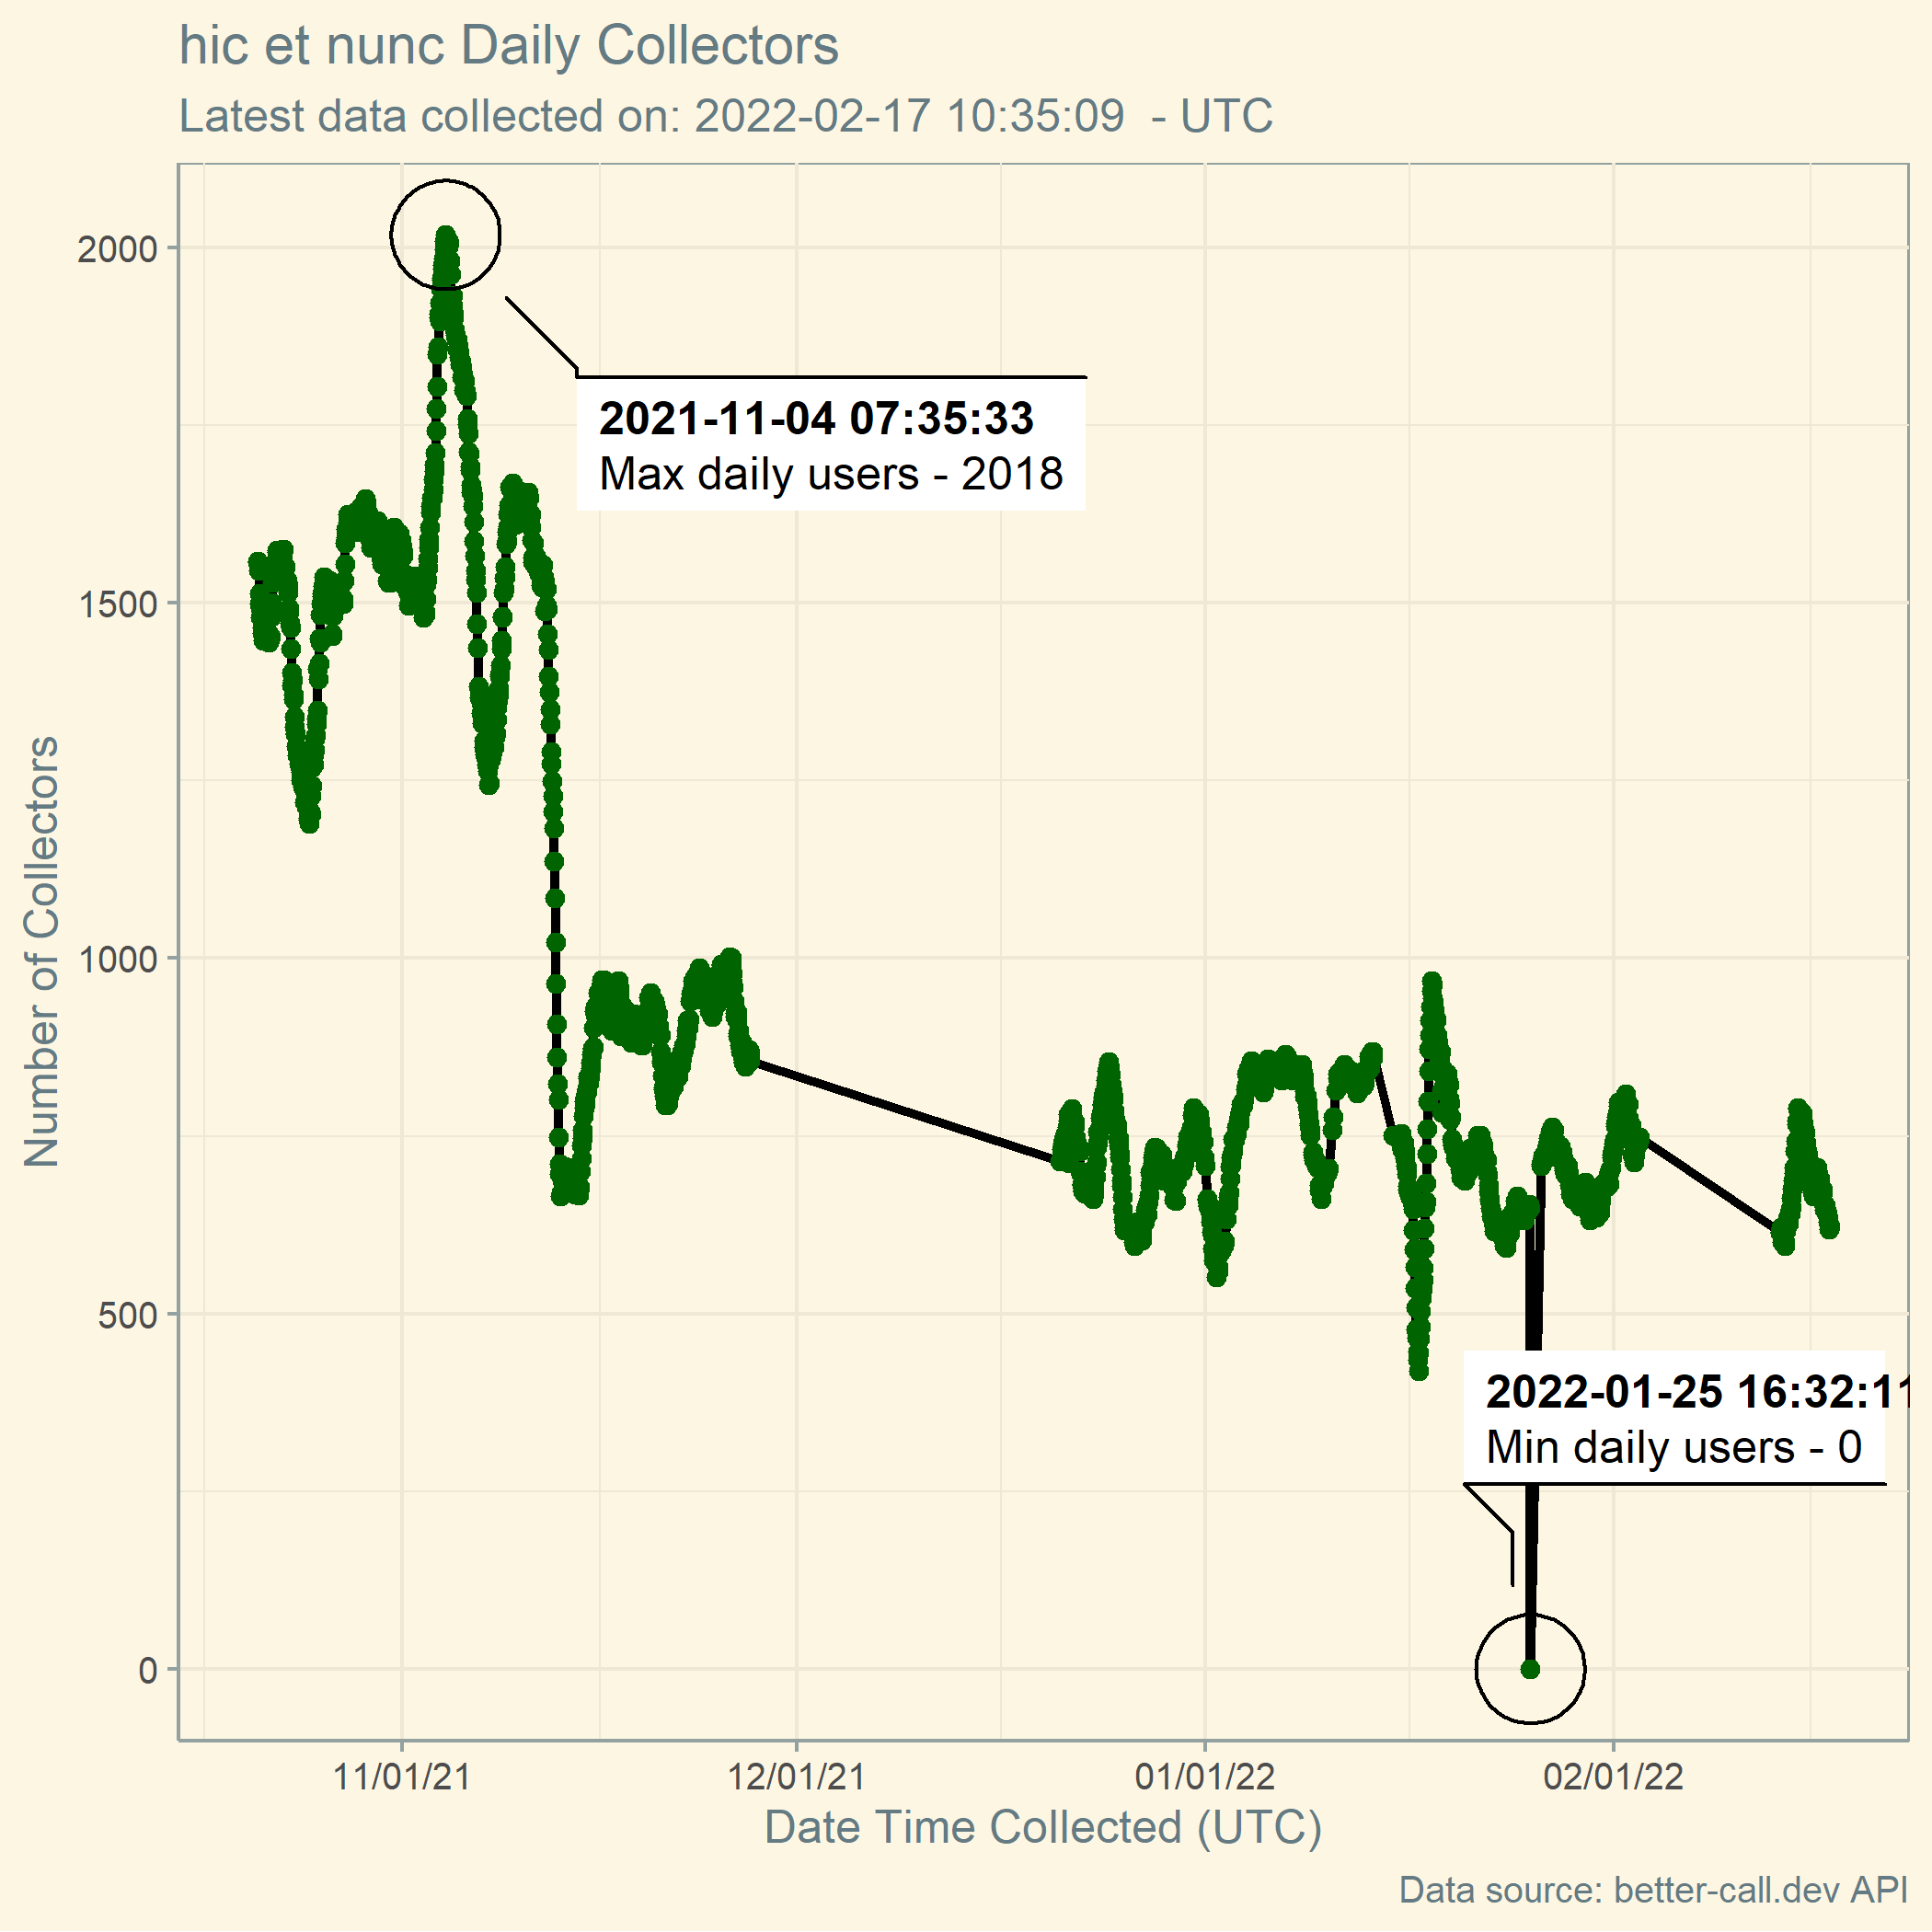 hic et nunc Daily Collectors
Latest data collected on: 2022-02-17 10:35:09  - UTC
2000
1500
1000
500
0
Number of Collectors
2021-11-04 07:35:33
Max daily users - 2018
2022-01-25 16:32:11
Min daily users - 0
11/01/21
12/01/21
01/01/22
02/01/22
Date Time Collected (UTC)
Data source: better-call.dev API